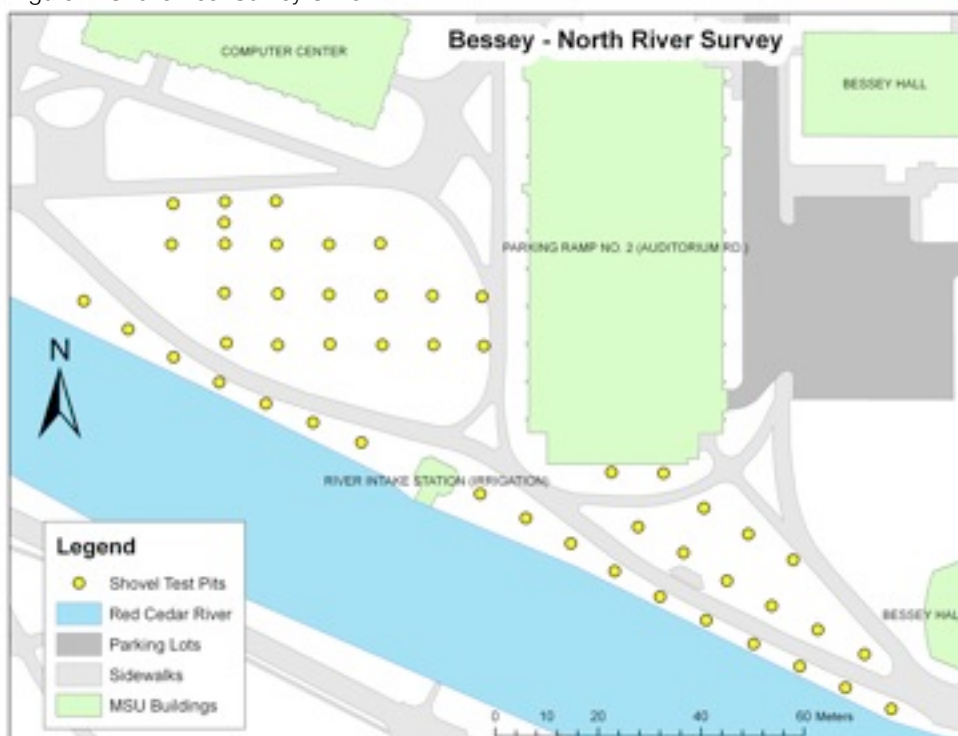 Bessey - North River Survey
COMPUTER CENTER
BESSEY HALL
PARKING RAMP NO. 2 (AUDITORIUM RD.)
N
RIVER INTAKE STATION (IRRIGATION)
Legend
Shovel Test Pits
Red Cedar River
Parking Lots
Sidewalks
MSU Buildings
BESSEY HAL
0 10 20 40 60 Meters